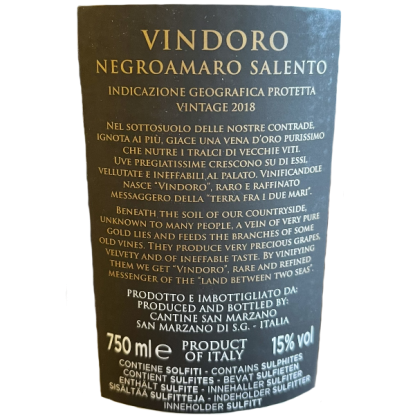 VINDORO
NEGROAMARO SALENTO
INDICAZIONE GEOGRAFICA PROTETTA
VINTAGE 2018
NEL SOTTOSUOLO DELLE NOSTRE CONTRADE,
IGNOTA AI PIÙ, GIACE UNA VENA D'ORO PURISSIMO
CHE NUTRE I TRALCI DI VECCHIE VITI.
UVE PREGIATISSIME CRESCONO SU DI ESSI,
VELLUTATE E INEFFABILI AL PALATO. VINIFICANDOLE
NASCE "VINDORO", RARO E RAFFINATO
MESSAGGERO DELLA "TERRA FRA I DUE MARI".
BENEATH THE SOIL OF OUR COUNTRYSIDE,
UNKNOWN TO MANY PEOPLE, A VEIN OF VERY PURE
GOLD LIES AND FEEDS THE BRANCHES OF SOME
OLD VINES. THEY PRODUCE VERY PRECIOUS GRAPES,
VELVETY AND OF INEFFABLE TASTE. BY VINIFYING
THEM WE GET "VINDORO", RARE AND REFINED
MESSENGER OF THE "LAND BETWEEN TWO SEAS".
PRODOTTO E IMBOTTIGLIATO DA:
PRODUCED AND BOTTLED BY:
CANTINE SAN MARZANO
SAN MARZANO DI S.G. - ITALIA
750 ml e PRODUCT OF ITALY 15% vol
CONTIENE SOLFITI - CONTAINS SULPHITES
CONTIENT SULFITES - BEVAT SULFIETEN
ENTHÄLT SULFITE - INNEHÅLLER SULFITER
SISÄLTÄÄ SULFIITTEJA - INDEHOLDER SULFITTER
INNEHOLDER SULFITT